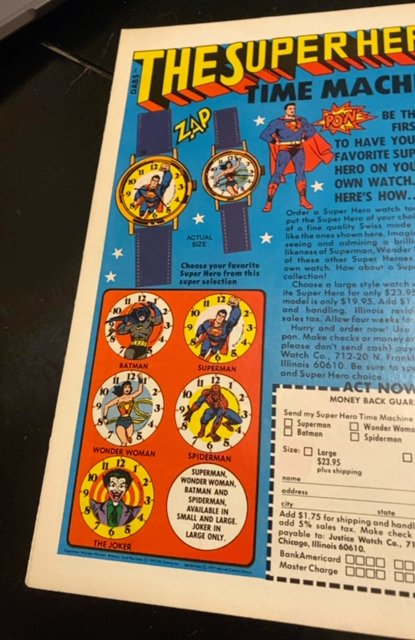 DABS
THE SUPER HER
TIME MACH
ZAP
POW
BE TH
FIRS
TO HAVE YOU
FAVORITE SUP
HERO ON YOU
OWN WATCH.
HERE'S HOW..
ACTUAL
SIZE
Choose your favorite
Super Hero from this
super selection
Order a Super Hero watch too
put the Super Hero of your choi
of a fine quality Swiss made
like the ones shown here. Imagin
seeing and admiring a brilli
likeness of Superman, Wonder
of these other Super Heroes
own watch. How about a Sup
collection!
Choose a large style watch
ite Super Hero for only $23.95
model is only $19.95. Add $1.
and handling. Illinois resid
sales tax. Allow four weeks fo
Hurry and order now! Use
pon. Make checks or money or
please don't send cash) pay
Watch Co., 712-20 N. Frank
Illinois 60610. Be sure to sp
and Super Hero choice.
BATMAN
SUPERMAN
WONDER WOMAN
SPIDERMAN
THE JOKER
SUPERMAN,
WONDER WOMAN,
BATMAN AND
SPIDERMAN,
AVAILABLE IN
SMALL AND LARGE.
JOKER IN
LARGE ONLY.
ACT NOW
MONEY BACK GUAR
Send my Super Hero Time Machine
Superman Wonder Woma
Batman Spiderman
Size: Large
$23.95
plus shipping
name
address
city state
Add $1.75 for shipping and handli
add 5% sales tax. Make check
payable to: Justice Watch Co., 71
Chicago, Illinois 60610.
BankAmericard
Master Charge